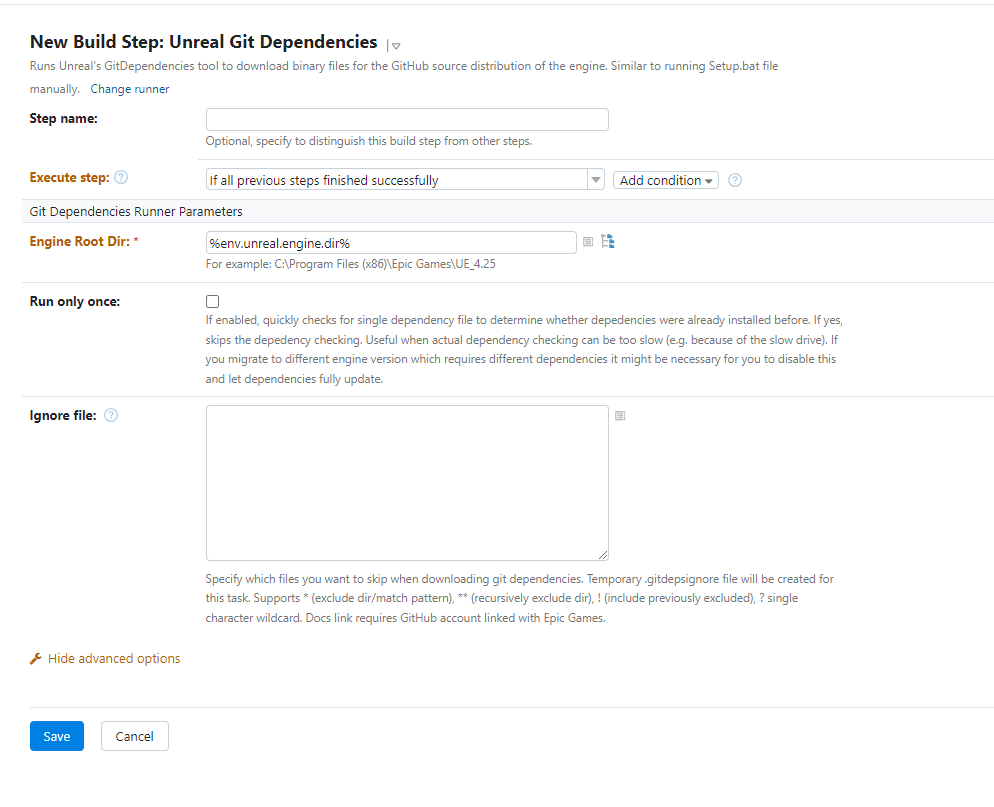 New Build Step: Unreal Git Dependencies
Runs Unreal's GitDependencies tool to download binary files for the GitHub source distribution of the engine. Similar to running Setup.bat file
manually. Change runner
Step name:
Optional, specify to distinguish this build step from other steps.
Execute step: ?
If all previous steps finished successfully
Add condition
?
Git Dependencies Runner Parameters
Engine Root Dir: *
%env.unreal.engine.dir%
For example: C:\Program Files (x86)\Epic Games\UE_4.25
Run only once:
If enabled, quickly checks for single dependency file to determine whether depedencies were already installed before. If yes,
skips the depedency checking. Useful when actual dependency checking can be too slow (e.g. because of the slow drive). If
you migrate to different engine version which requires different dependencies it might be necessary for you to disable this
and let dependencies fully update.
Ignore file: ?
Specify which files you want to skip when downloading git dependencies. Temporary .gitdepsignore file will be created for
this task. Supports * (exclude dir/match pattern), ** (recursively exclude dir), ! (include previously excluded), ? single
character wildcard. Docs link requires GitHub account linked with Epic Games.
Hide advanced options
Save
Cancel